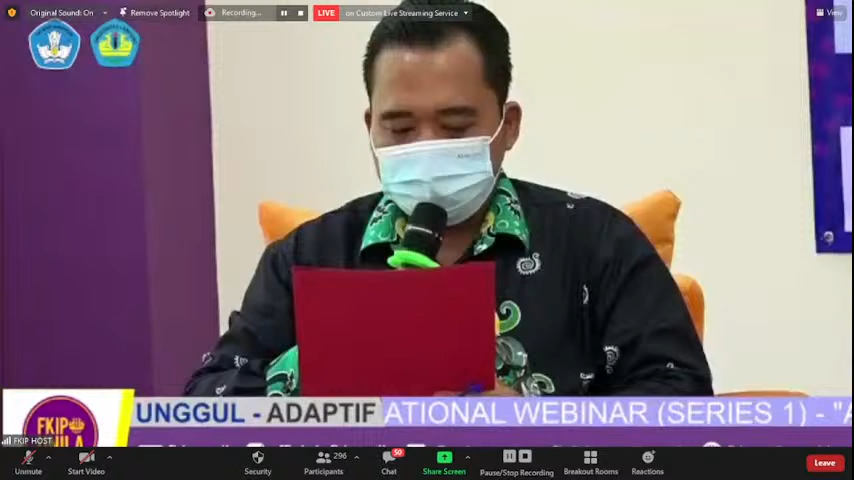 Original Sound: On
Remove Spotlight
Recording...
LIVE
on Custom Live Streaming Service
View
FKIP
UNGGUL - ADAPTIF
ATIONAL WEBINAR (SERIES 1) - "A
FKIP HOST
Unmute
Start Video
Security
296
Participants
50
Chat
Share Screen
Pause/Stop Recording
Breakout Rooms
Reactions
Leave